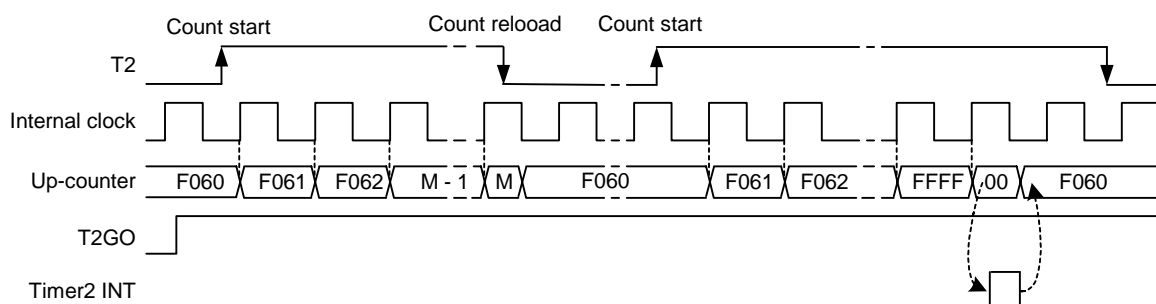 Count start Count relooad Count start
T2
Internal clock
Up-counter F060 F061 F062 M - 1 M F060 F061 F062 FFFF 00 F060
T2GO
Timer2 INT